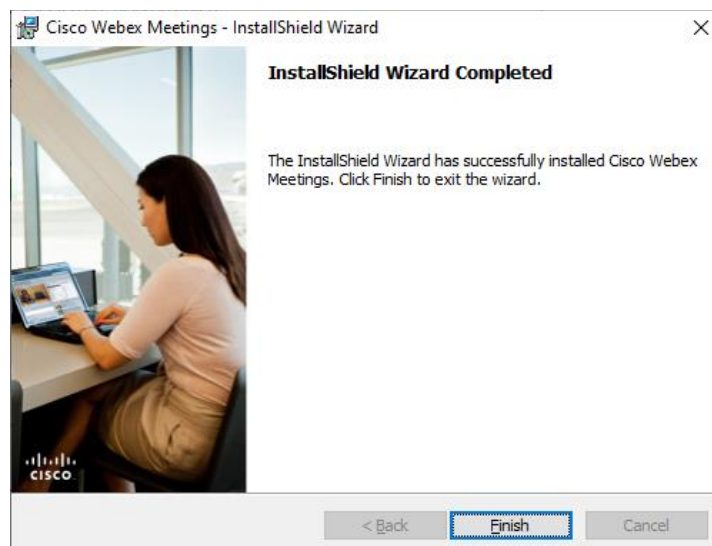 Cisco Webex Meetings - InstallShield Wizard
InstallShield Wizard Completed
The InstallShield Wizard has successfully installed Cisco Webex
Meetings. Click Finish to exit the wizard.
CISCO
< Back
Finish
Cancel